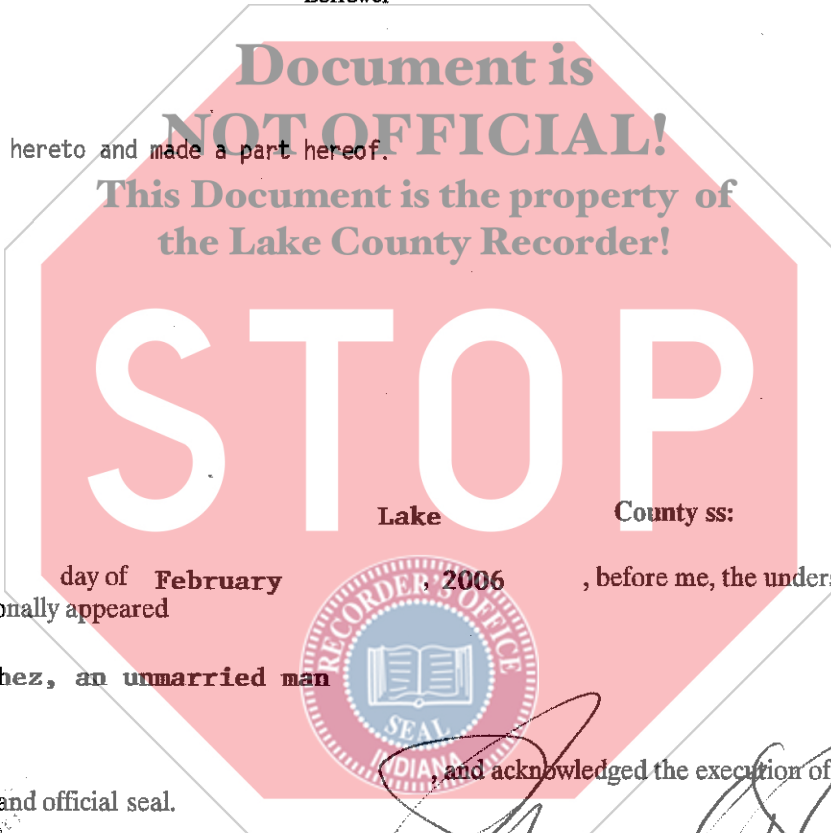 Document is
NOT OFFICIAL!
hereto and made a part hereof.
This Document is the property of
the Lake County Recorder!
STOP
Lake County ss:
day of February , 2006 , before me, the unders
onally appeared
hez, an unmarried man
RECORDER'S OFFICE
SEAL
INDIANA
, and acknowledged the execution of
and official seal.